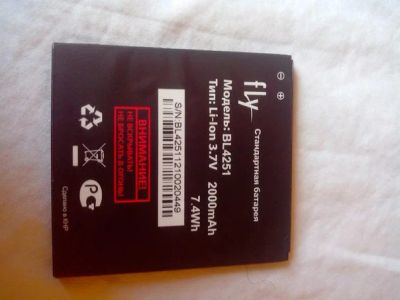 fly
Стандартная батарея
Модель: BL4251
Тип: Li-Ion 3.7V 2000mAh
7.4Wh
S/N:BL42511210020449
ВНИМАНИЕ!
НЕ ВСКРЫВАТЬ!
НЕ БРОСАТЬ В ОГОНЬ!
Сделано в КНР